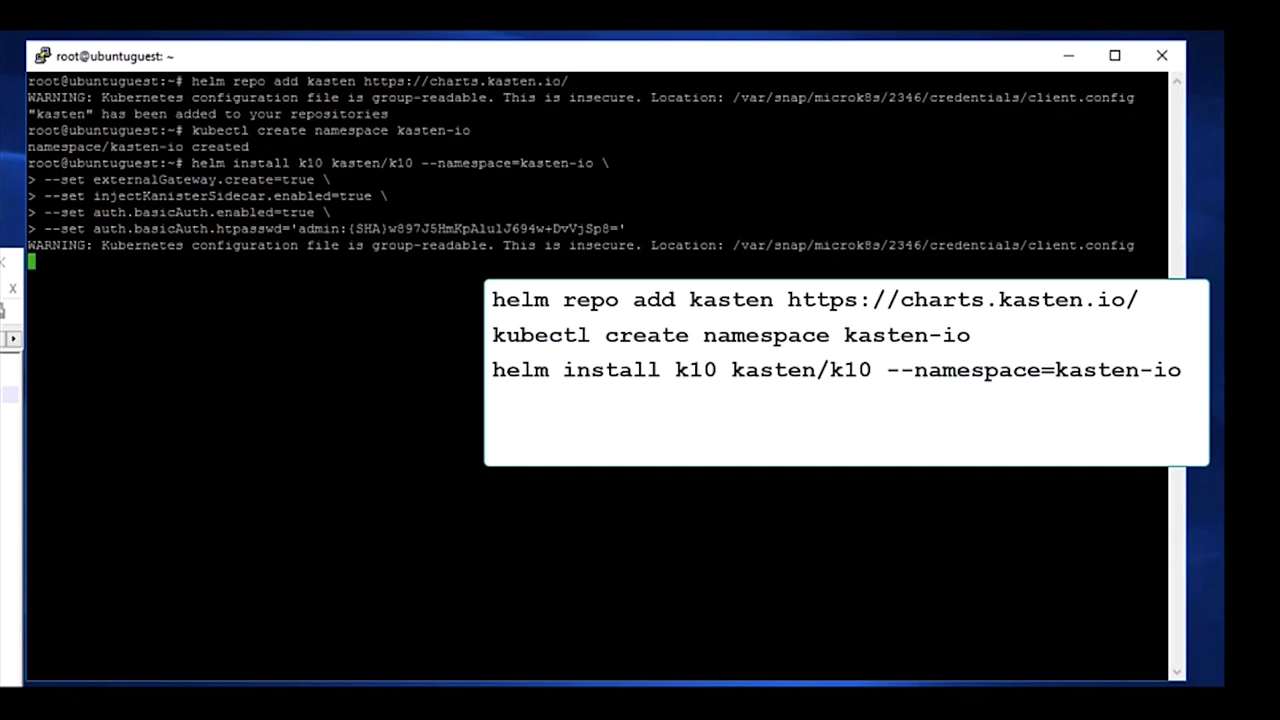 root@ubuntuguest: ~
root@ubuntuguest:~# helm repo add kasten https://charts.kasten.io/
WARNING: Kubernetes configuration file is group-readable. This is insecure. Location: /var/snap/microk8s/2346/credentials/client.config
"kasten" has been added to your repositories
root@ubuntuguest:~# kubectl create namespace kasten-io
namespace/kasten-io created
root@ubuntuguest:~# helm install k10 kasten/k10 --namespace=kasten-io \
> --set externalGateway.create=true \
> --set injectKanisterSidecar.enabled=true \
> --set auth.basicAuth.enabled=true \
> --set auth.basicAuth.htpasswd='admin:{SHA}w897J5HmKpAlulJ694w+DvVjSp8='
WARNING: Kubernetes configuration file is group-readable. This is insecure. Location: /var/snap/microk8s/2346/credentials/client.config
helm repo add kasten https://charts.kasten.io/
kubectl create namespace kasten-io
helm install k10 kasten/k10 --namespace=kasten-io